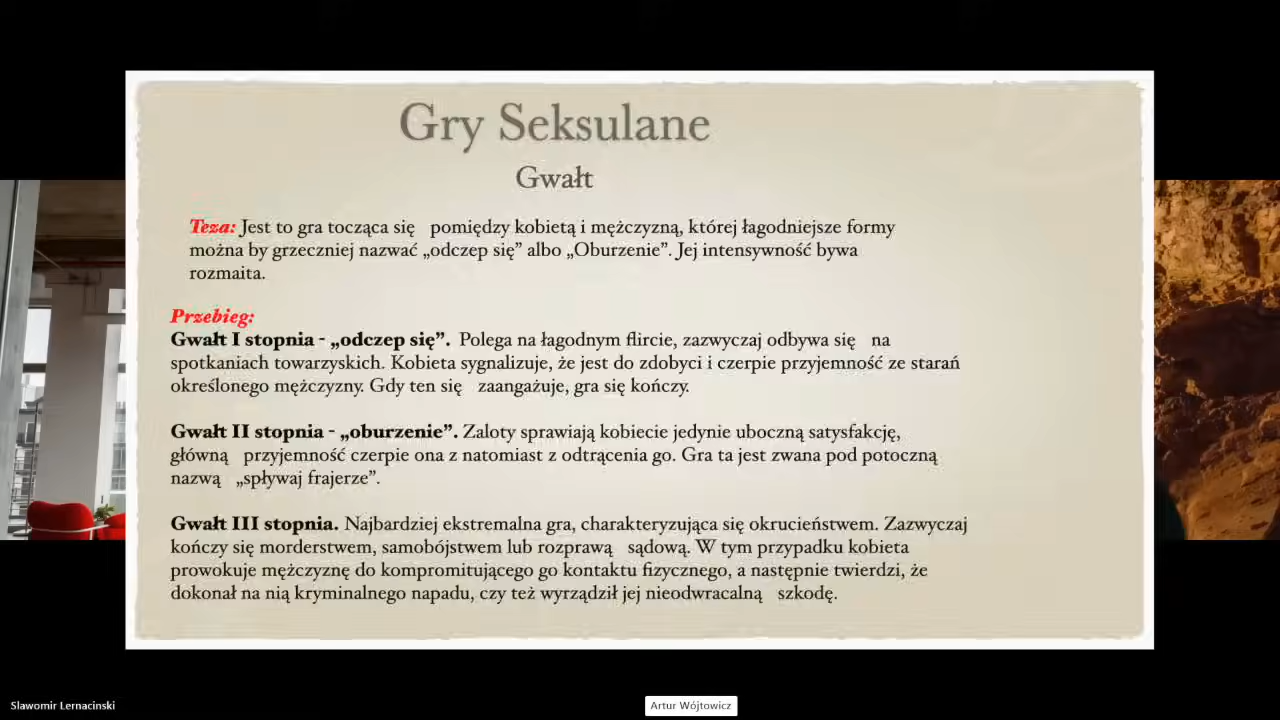 Gry Seksulane
Gwałt
Teza: Jest to gra tocząca się pomiędzy kobietą i mężczyzną, której łagodniejsze formy
można by grzeczniej nazwać „odczep się” albo „Oburzenie”. Jej intensywność bywa
rozmaita.
Przebieg:
Gwałt I stopnia - „odczep się”. Polega na łagodnym flircie, zazwyczaj odbywa się na
spotkaniach towarzyskich. Kobieta sygnalizuje, że jest do zdobyci i czerpie przyjemność ze starań
określonego mężczyzny. Gdy ten się zaangażuje, gra się kończy.
Gwałt II stopnia - „oburzenie”. Zaloty sprawiają kobiecie jedynie uboczną satysfakcję,
główną przyjemność czerpie ona z natomiast z odtrącenia go. Gra ta jest zwana pod potoczną
nazwą „spływaj frajerze”.
Gwałt III stopnia. Najbardziej ekstremalna gra, charakteryzująca się okrucieństwem. Zazwyczaj
kończy się morderstwem, samobójstwem lub rozprawą sądową. W tym przypadku kobieta
prowokuje mężczyznę do kompromitującego go kontaktu fizycznego, a następnie twierdzi, że
dokonał na nią kryminalnego napadu, czy też wyrządził jej nieodwracalną szkodę.
Slawomir Lernacinski
Artur Wójtowicz